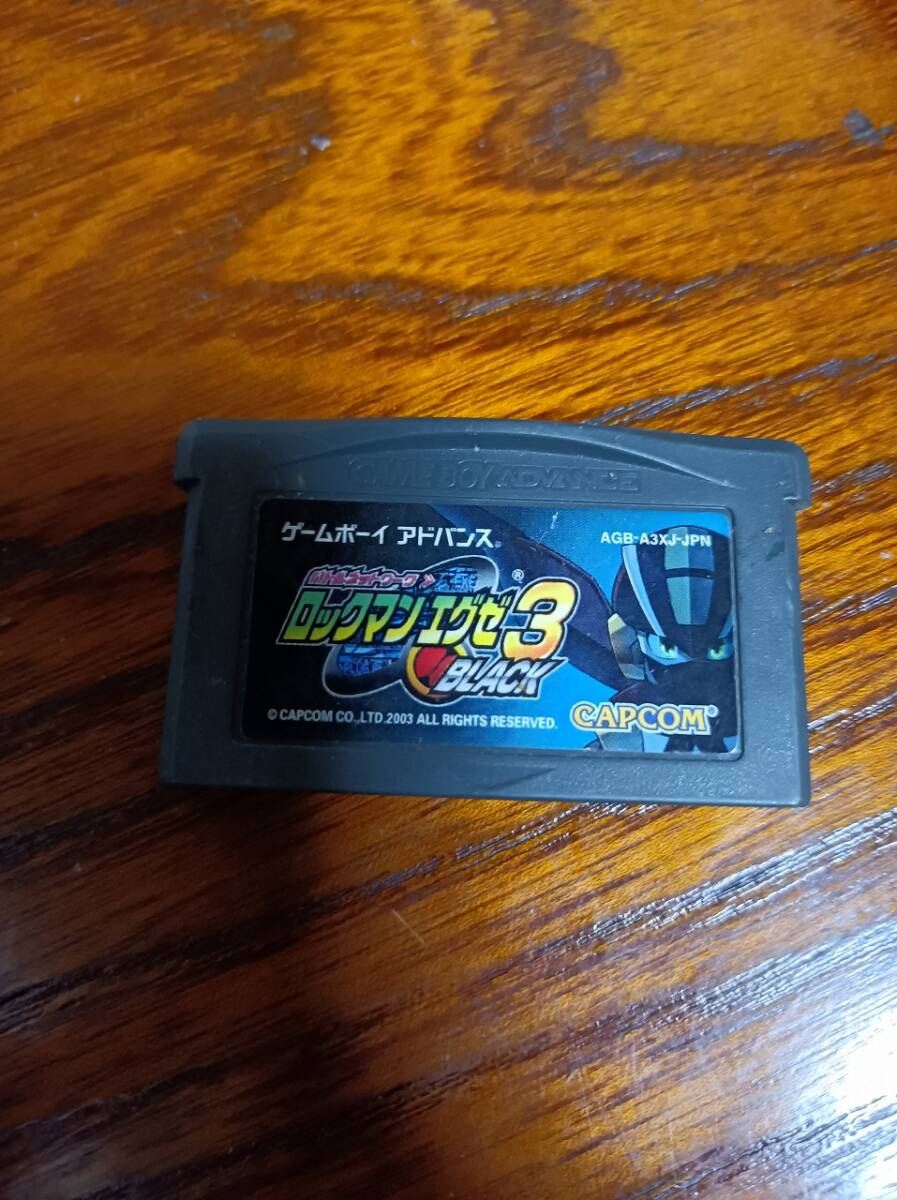 GAME BOY ADVANCE
ゲームボーイ アドバンス
AGB-A3XJ-JPN
バトルネットワーク
ロックマンエグゼ3®
BLACK
© CAPCOM CO.,LTD.2003 ALL RIGHTS RESERVED.
CAPCOM®